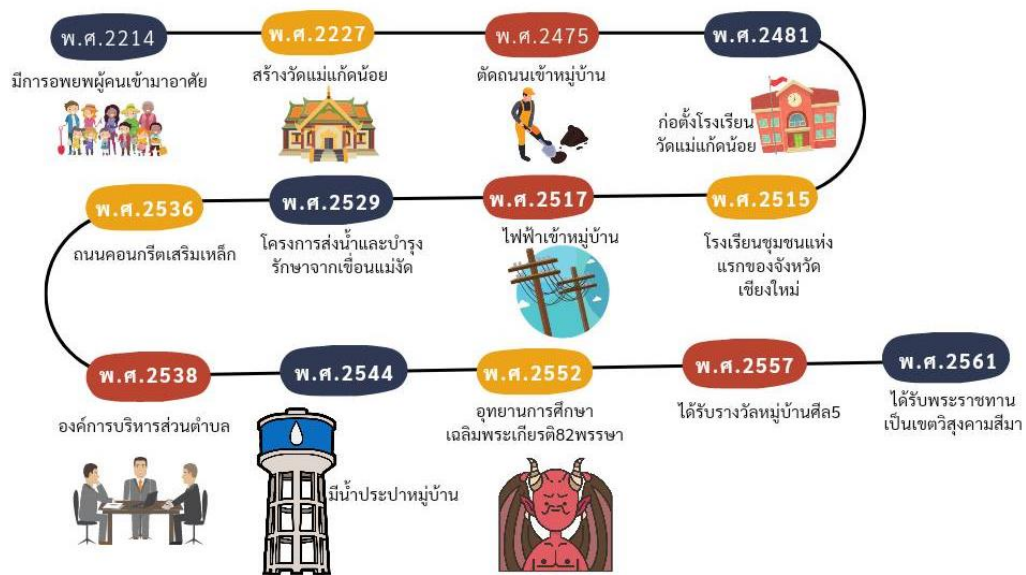 พ.ศ.2214
มีการอพยพผู้คนเข้ามาอาศัย
พ.ศ.2227
สร้างวัดแม่แก้ดน้อย
พ.ศ.2475
ตัดถนนเข้าหมู่บ้าน
พ.ศ.2481
ก่อตั้งโรงเรียน
วัดแม่แก้ดน้อย
พ.ศ.2515
โรงเรียนชุมชนแห่ง
แรกของจังหวัด
เชียงใหม่
พ.ศ.2517
ไฟฟ้าเข้าหมู่บ้าน
พ.ศ.2529
โครงการส่งน้ำและบำรุง
รักษาจากเขื่อนแม่งัด
พ.ศ.2536
ถนนคอนกรีตเสริมเหล็ก
พ.ศ.2538
องค์การบริหารส่วนตำบล
พ.ศ.2544
มีน้ำประปาหมู่บ้าน
พ.ศ.2552
อุทยานการศึกษา
เฉลิมพระเกียรติ82พรรษา
พ.ศ.2557
ได้รับรางวัลหมู่บ้านศีล5
พ.ศ.2561
ได้รับพระราชทาน
เป็นเขตวิสุงคามสีมา